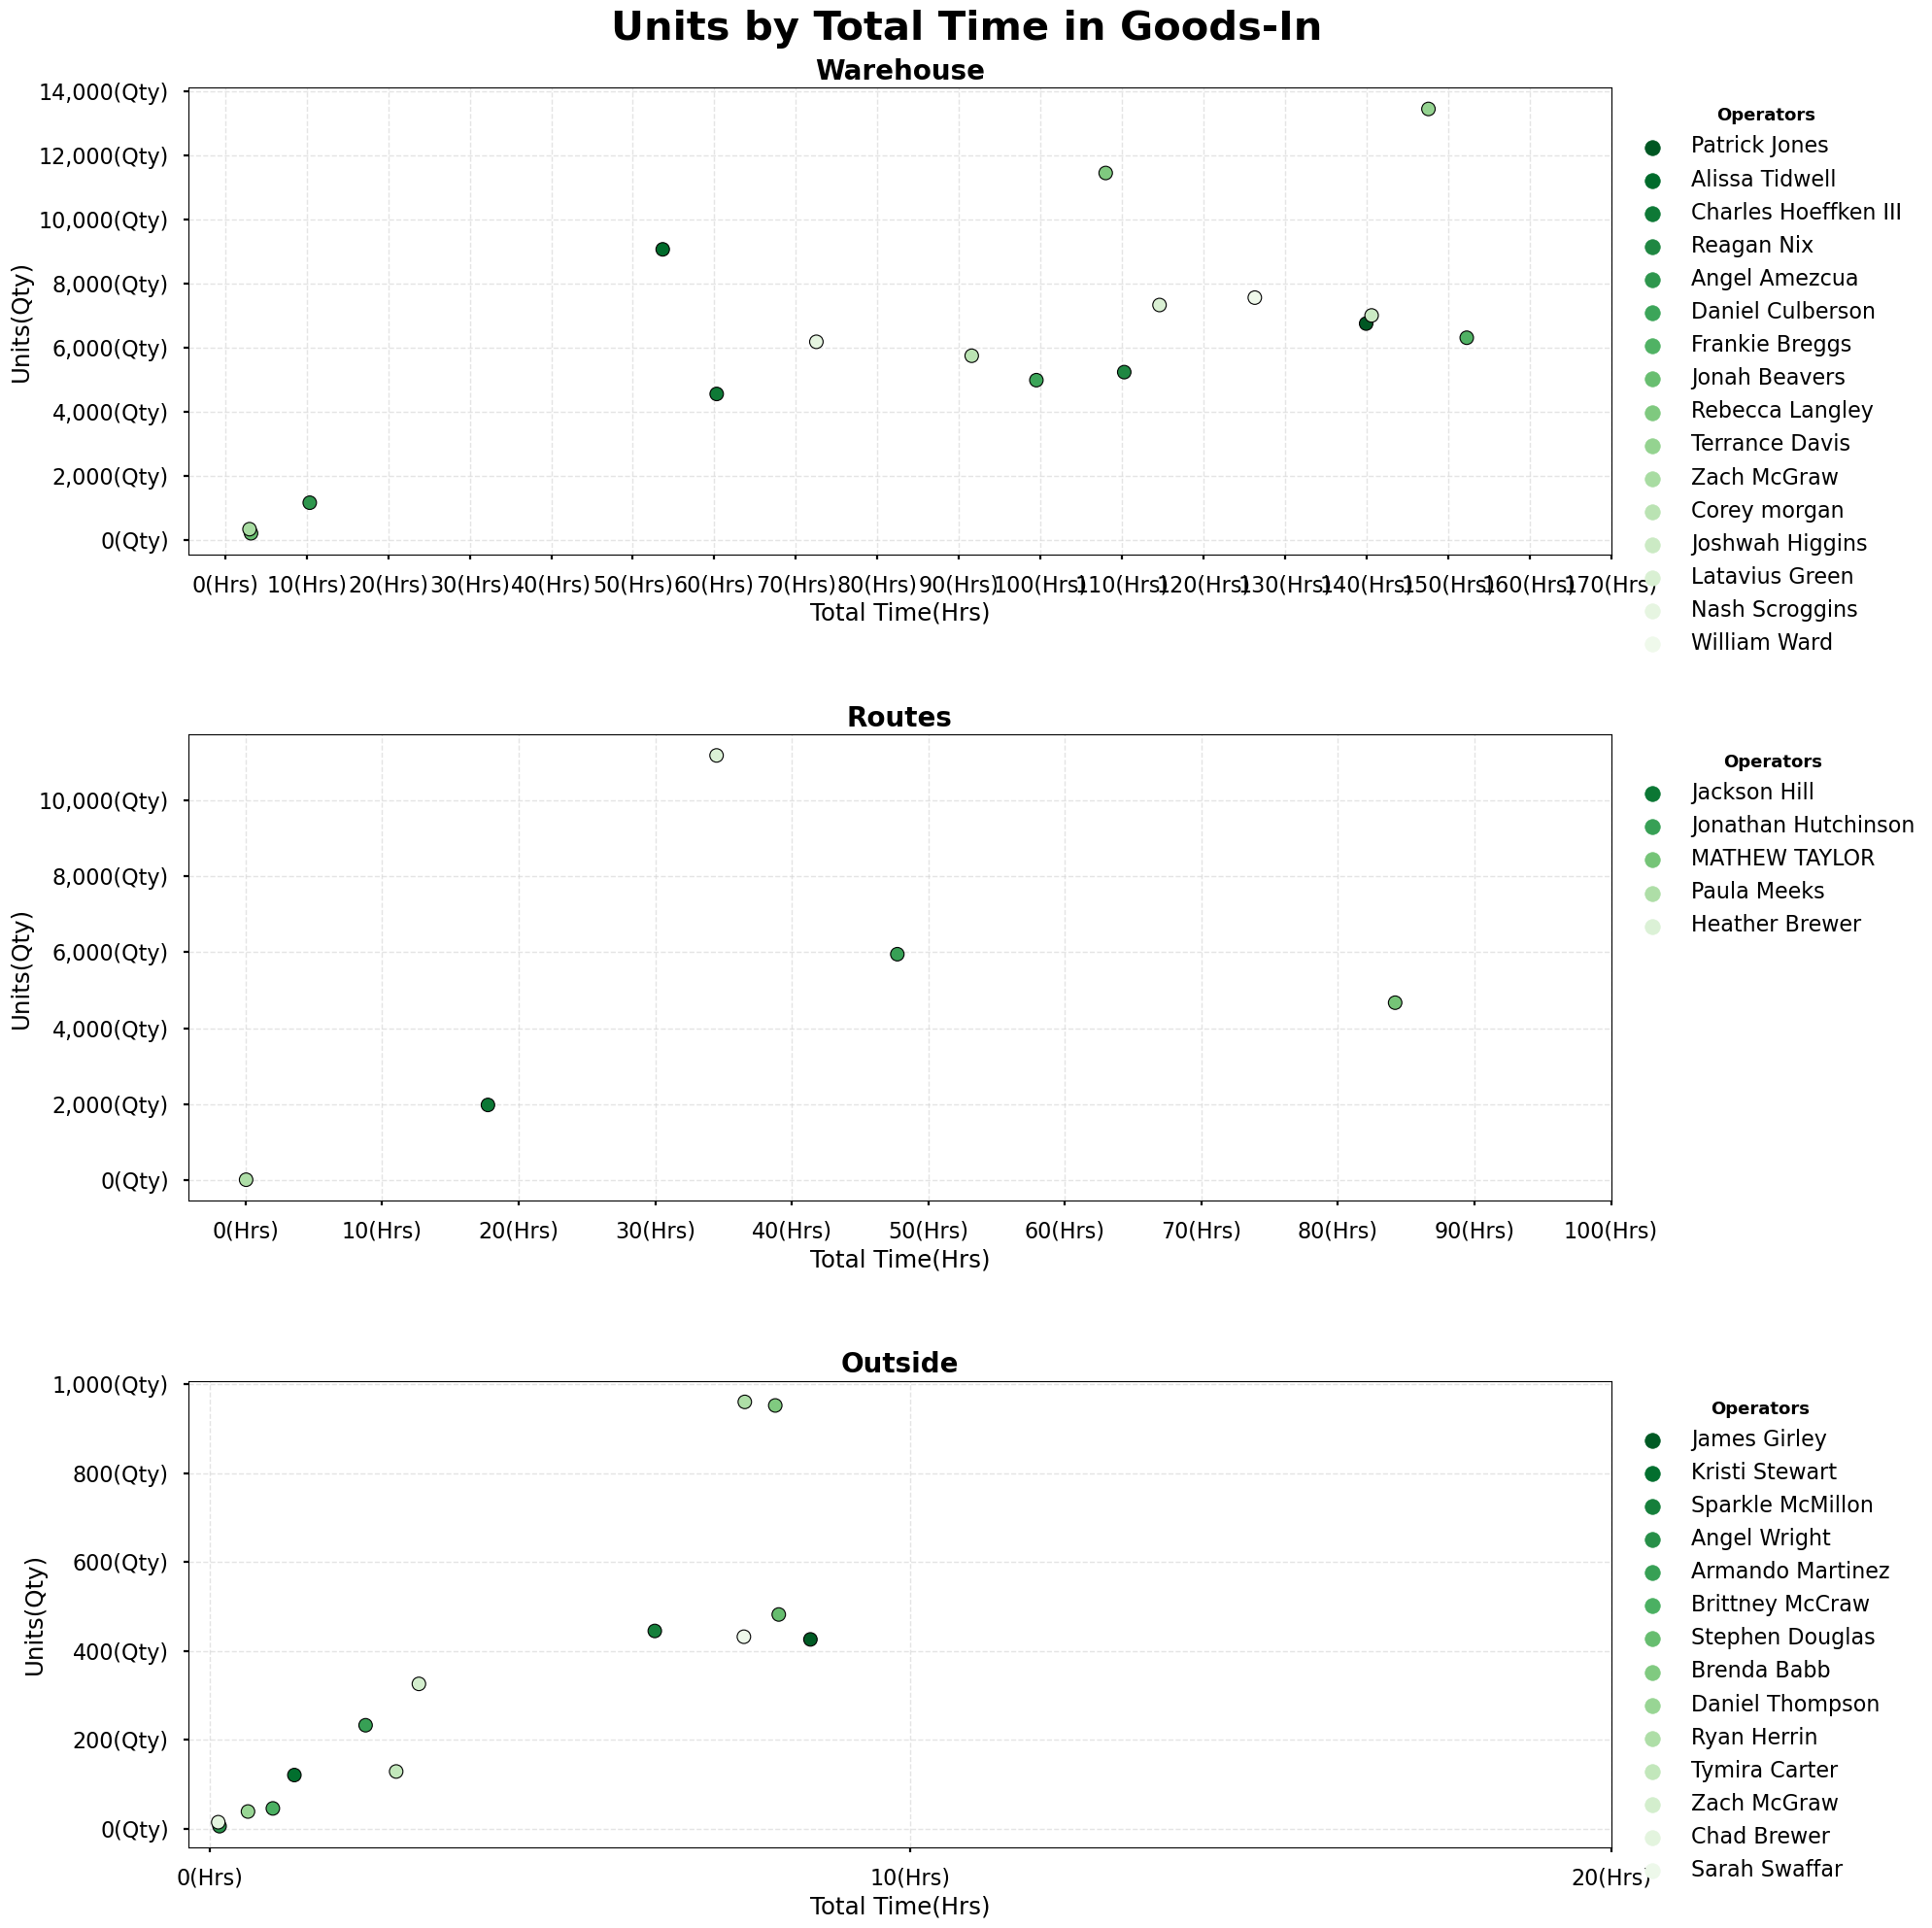 Units by Total Time in Goods-In
Warehouse
14,000(Qty)
12,000(Qty)
10,000(Qty)
8,000(Qty)
6,000(Qty)
4,000(Qty)
2,000(Qty)
0(Qty)
Units(Qty)
0(Hrs) 10(Hrs) 20(Hrs) 30(Hrs) 40(Hrs) 50(Hrs) 60(Hrs) 70(Hrs) 80(Hrs) 90(Hrs) 100(Hrs) 110(Hrs) 120(Hrs) 130(Hrs) 140(Hrs) 150(Hrs) 160(Hrs) 170(Hrs)
Total Time(Hrs)
Operators
Patrick Jones
Alissa Tidwell
Charles Hoeffken III
Reagan Nix
Angel Amezcua
Daniel Culberson
Frankie Breggs
Jonah Beavers
Rebecca Langley
Terrance Davis
Zach McGraw
Corey morgan
Joshwah Higgins
Latavius Green
Nash Scroggins
William Ward
Routes
10,000(Qty)
8,000(Qty)
6,000(Qty)
4,000(Qty)
2,000(Qty)
0(Qty)
Units(Qty)
0(Hrs) 10(Hrs) 20(Hrs) 30(Hrs) 40(Hrs) 50(Hrs) 60(Hrs) 70(Hrs) 80(Hrs) 90(Hrs) 100(Hrs)
Total Time(Hrs)
Operators
Jackson Hill
Jonathan Hutchinson
MATHEW TAYLOR
Paula Meeks
Heather Brewer
Outside
1,000(Qty)
800(Qty)
600(Qty)
400(Qty)
200(Qty)
0(Qty)
Units(Qty)
0(Hrs) 10(Hrs) 20(Hrs)
Total Time(Hrs)
Operators
James Girley
Kristi Stewart
Sparkle McMillon
Angel Wright
Armando Martinez
Brittney McCraw
Stephen Douglas
Brenda Babb
Daniel Thompson
Ryan Herrin
Tymira Carter
Zach McGraw
Chad Brewer
Sarah Swaffar